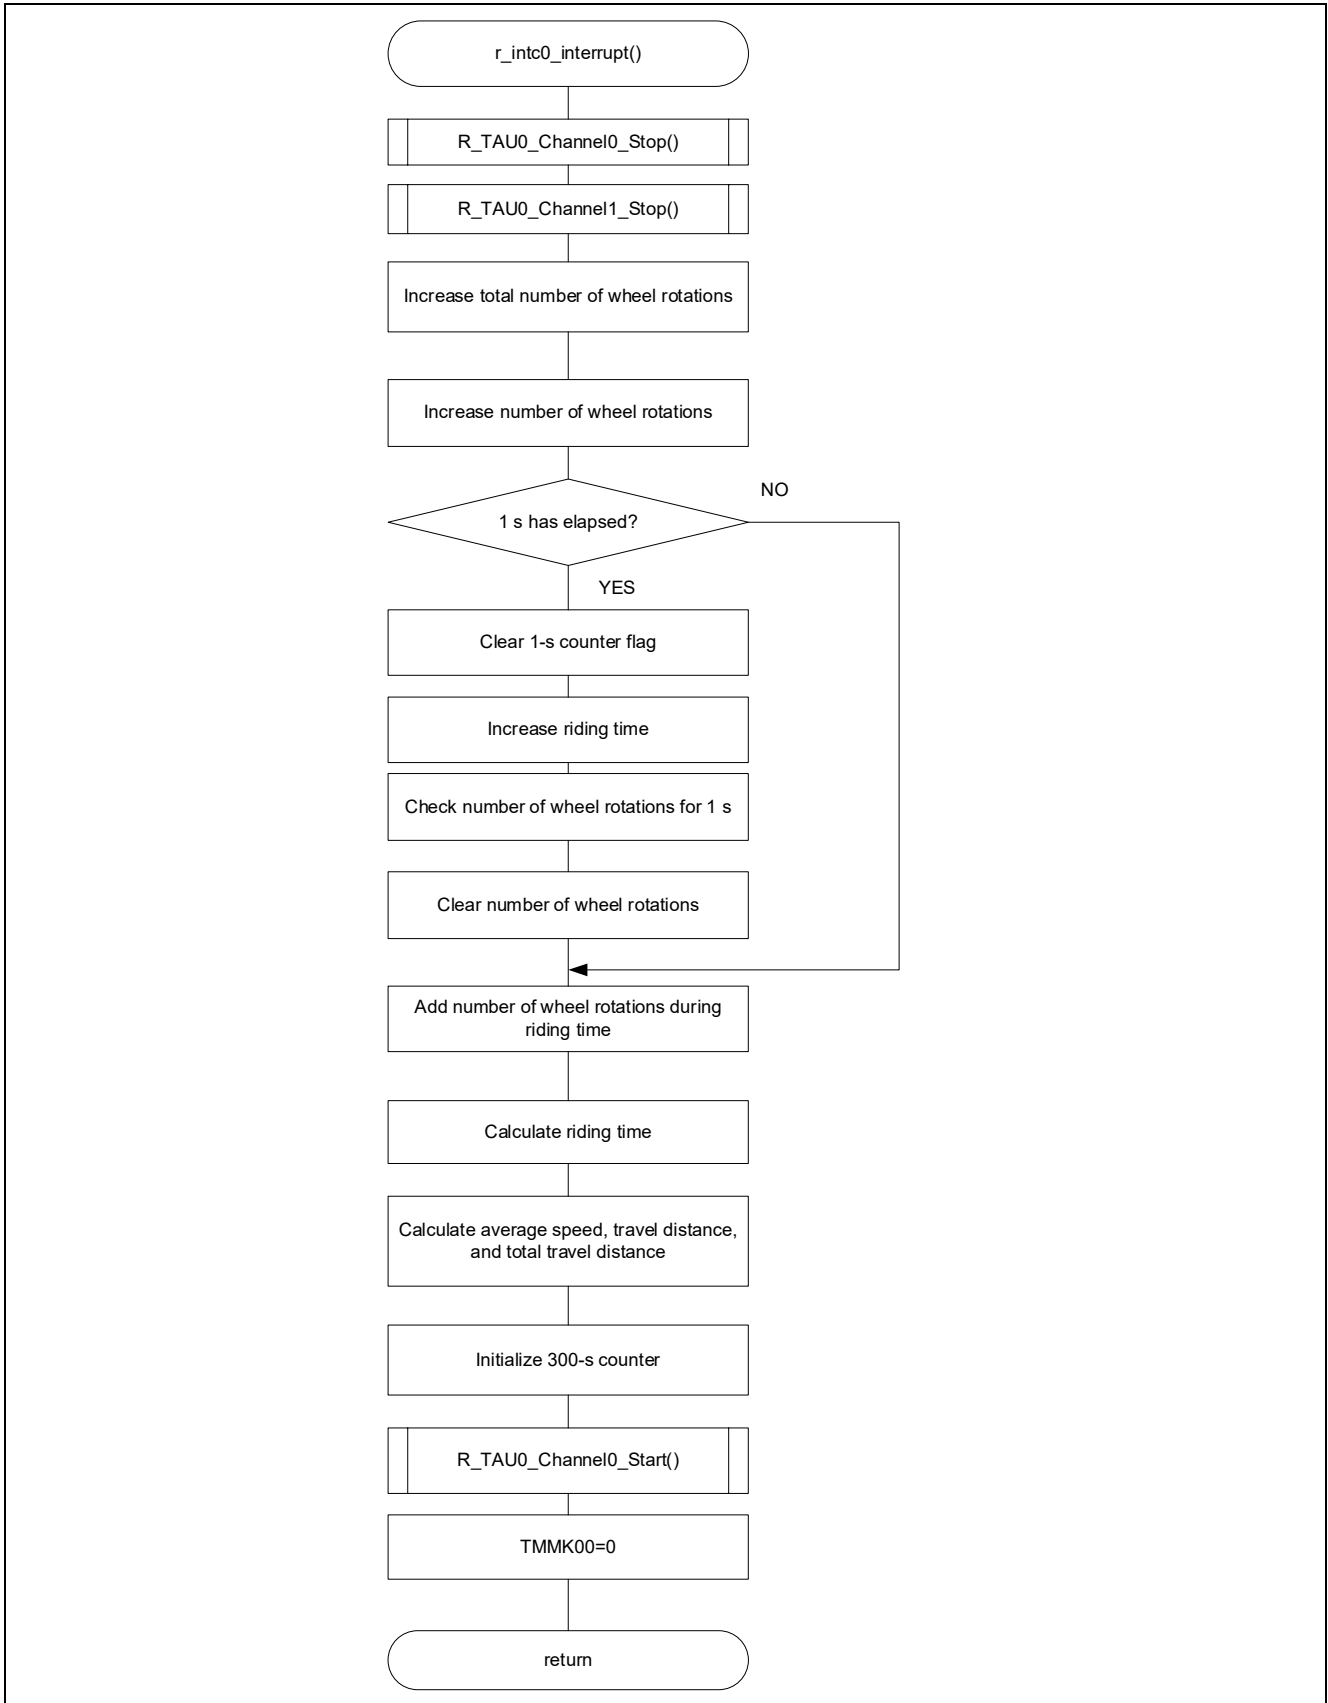 r_intc0_interrupt()
R_TAU0_Channel0_Stop()
R_TAU0_Channel1_Stop()
Increase total number of wheel rotations
Increase number of wheel rotations
NO
1 s has elapsed?
YES
Clear 1-s counter flag
Increase riding time
Check number of wheel rotations for 1 s
Clear number of wheel rotations
Add number of wheel rotations during
riding time
Calculate riding time
Calculate average speed, travel distance,
and total travel distance
Initialize 300-s counter
R_TAU0_Channel0_Start()
TMMK00=0
return